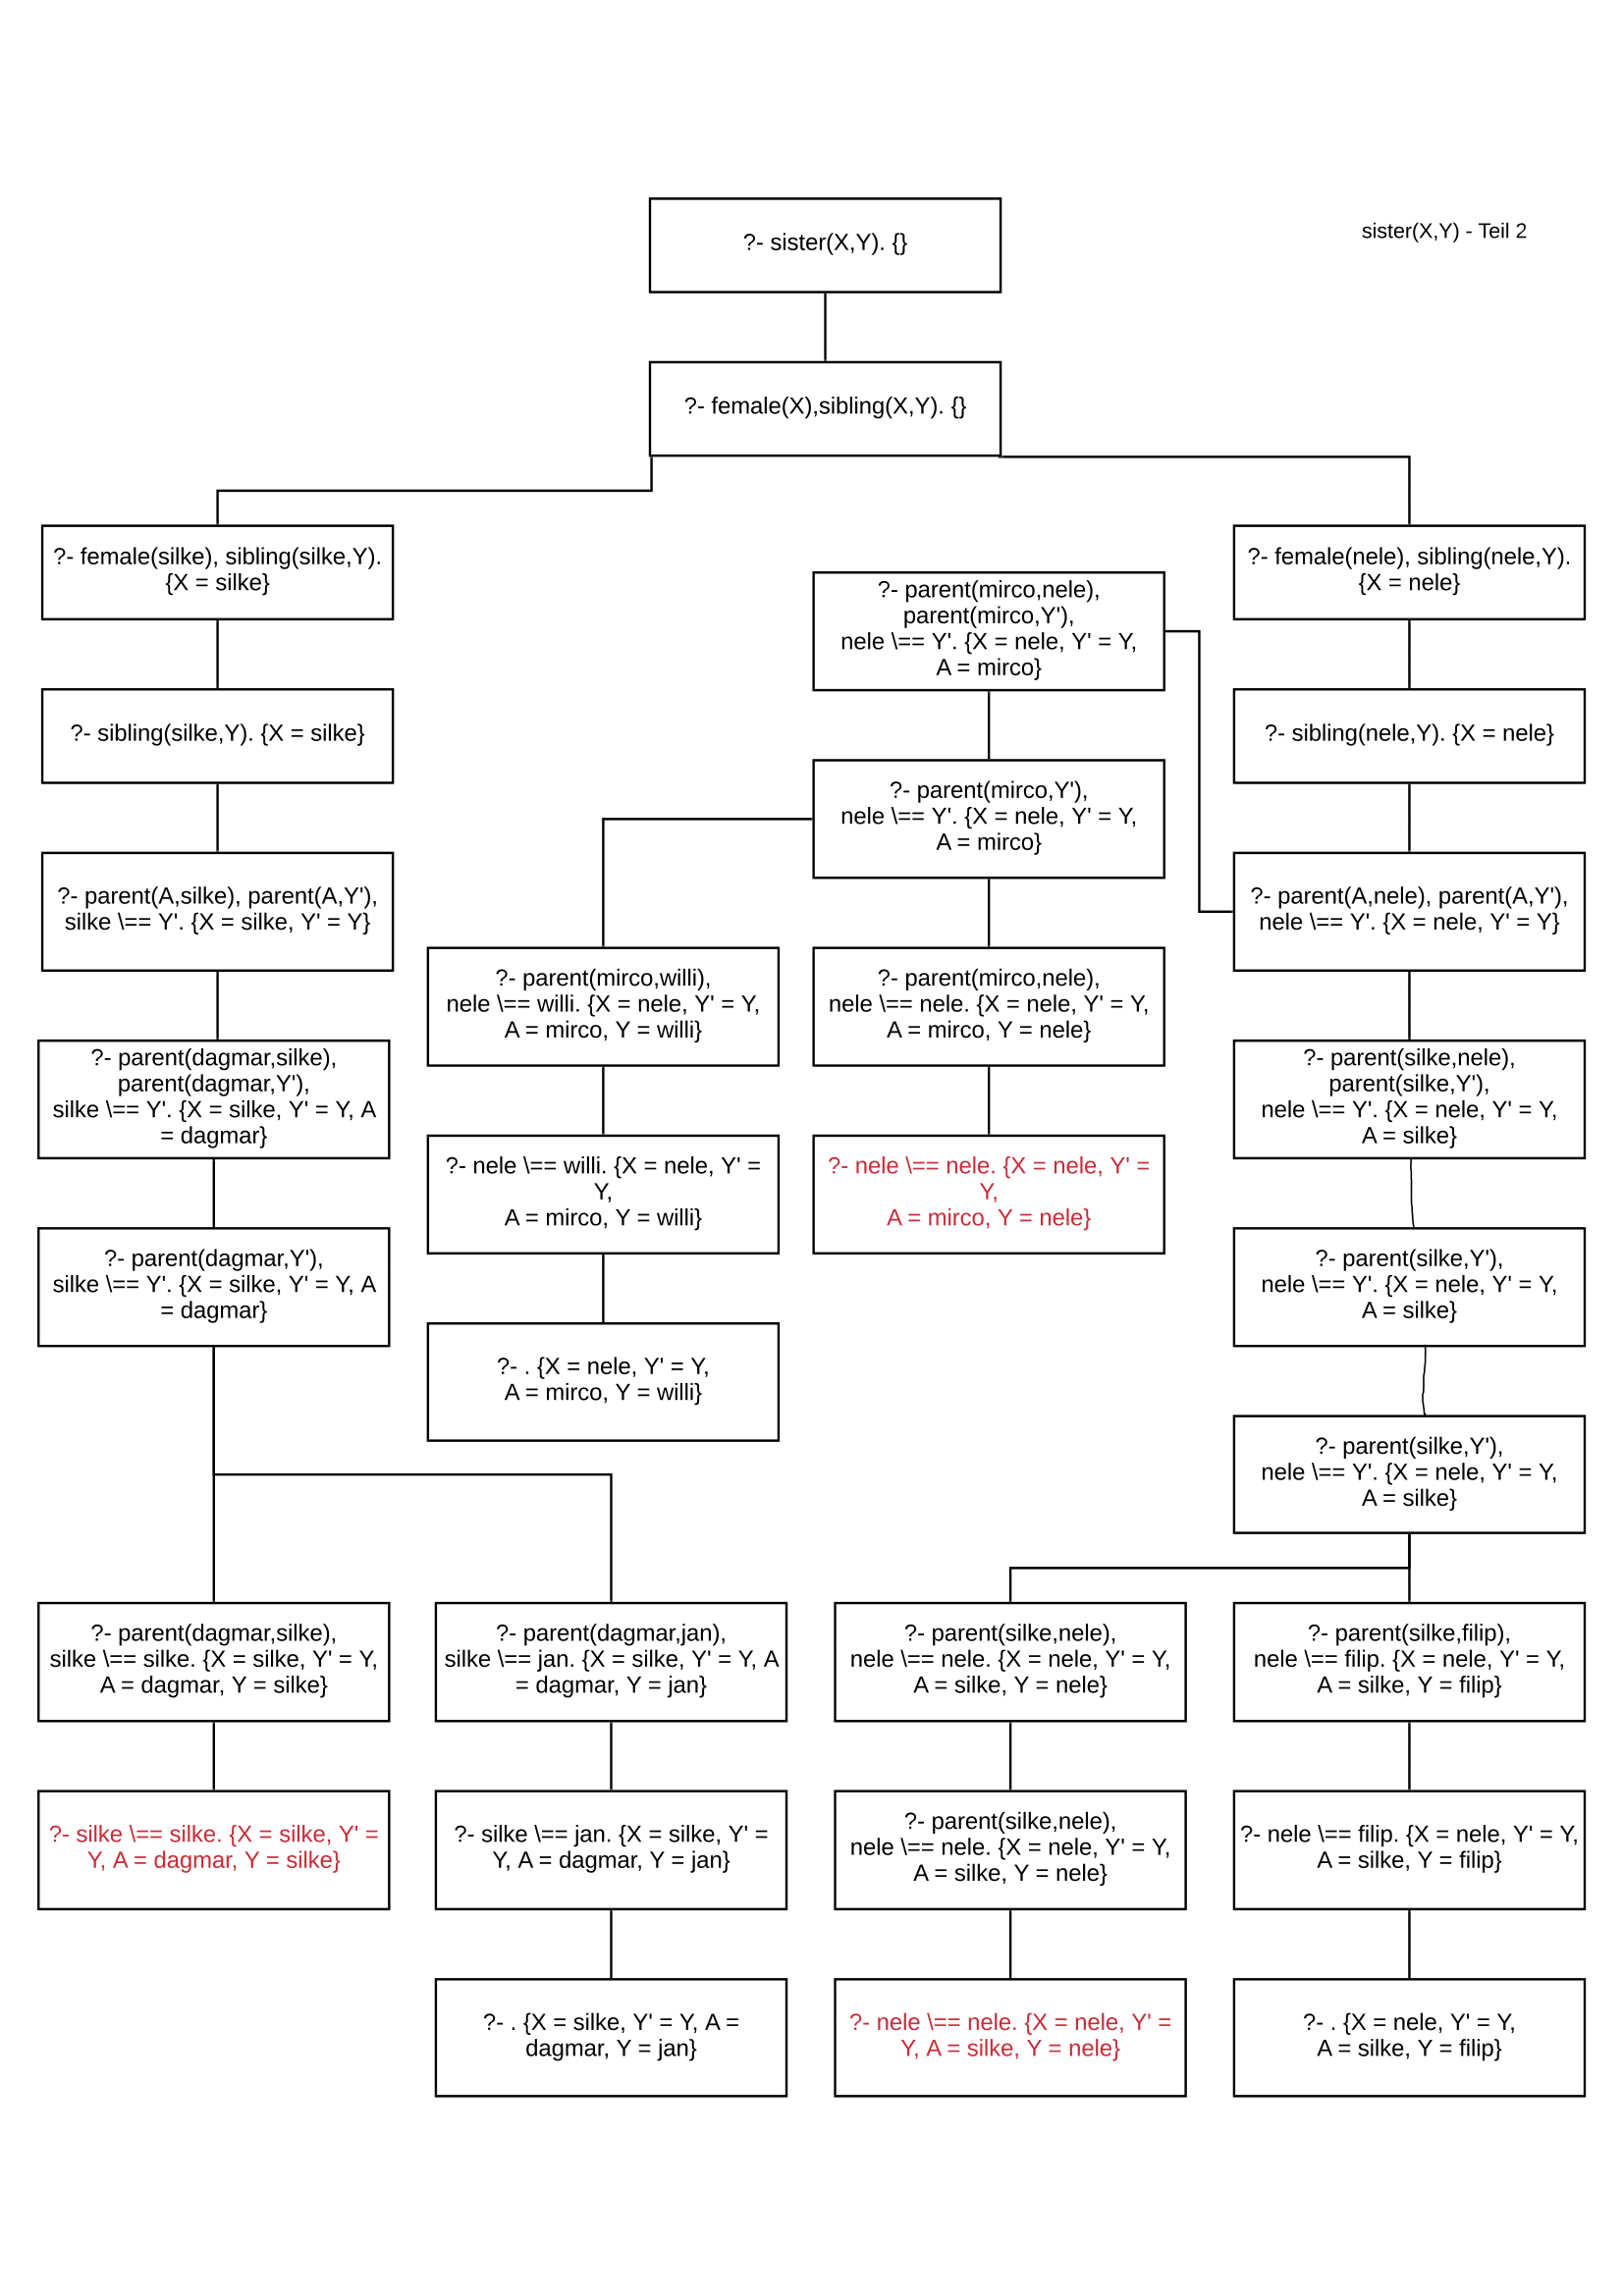 ?- sister(X,Y). {}
sister(X,Y) - Teil 2
?- female(X),sibling(X,Y). {}
?- female(silke), sibling(silke,Y).
{X = silke}
?- sibling(silke,Y). {X = silke}
?- parent(A,silke), parent(A,Y'),
silke \== Y'. {X = silke, Y' = Y}
?- parent(dagmar,silke),
parent(dagmar,Y'),
silke \== Y'. {X = silke, Y' = Y, A
= dagmar}
?- parent(dagmar,Y'),
silke \== Y'. {X = silke, Y' = Y, A
= dagmar}
?- parent(dagmar,silke),
silke \== silke. {X = silke, Y' = Y,
A = dagmar, Y = silke}
?- silke \== silke. {X = silke, Y' =
Y, A = dagmar, Y = silke}
?- parent(dagmar,jan),
silke \== jan. {X = silke, Y' = Y, A
= dagmar, Y = jan}
?- silke \== jan. {X = silke, Y' =
Y, A = dagmar, Y = jan}
?- . {X = silke, Y' = Y, A =
dagmar, Y = jan}
?- female(nele), sibling(nele,Y).
{X = nele}
?- sibling(nele,Y). {X = nele}
?- parent(A,nele), parent(A,Y'),
nele \== Y'. {X = nele, Y' = Y}
?- parent(mirco,nele),
parent(mirco,Y'),
nele \== Y'. {X = nele, Y' = Y,
A = mirco}
?- parent(mirco,Y'),
nele \== Y'. {X = nele, Y' = Y,
A = mirco}
?- parent(mirco,willi),
nele \== willi. {X = nele, Y' = Y,
A = mirco, Y = willi}
?- nele \== willi. {X = nele, Y' =
Y,
A = mirco, Y = willi}
?- . {X = nele, Y' = Y,
A = mirco, Y = willi}
?- parent(mirco,nele),
nele \== nele. {X = nele, Y' = Y,
A = mirco, Y = nele}
?- nele \== nele. {X = nele, Y' =
Y,
A = mirco, Y = nele}
?- parent(silke,nele),
parent(silke,Y'),
nele \== Y'. {X = nele, Y' = Y,
A = silke}
?- parent(silke,Y'),
nele \== Y'. {X = nele, Y' = Y,
A = silke}
?- parent(silke,Y'),
nele \== Y'. {X = nele, Y' = Y,
A = silke}
?- parent(silke,nele),
nele \== nele. {X = nele, Y' = Y,
A = silke, Y = nele}
?- parent(silke,nele),
nele \== nele. {X = nele, Y' = Y,
A = silke, Y = nele}
?- nele \== nele. {X = nele, Y' =
Y, A = silke, Y = nele}
?- parent(silke,filip),
nele \== filip. {X = nele, Y' = Y,
A = silke, Y = filip}
?- nele \== filip. {X = nele, Y' = Y,
A = silke, Y = filip}
?- . {X = nele, Y' = Y,
A = silke, Y = filip}